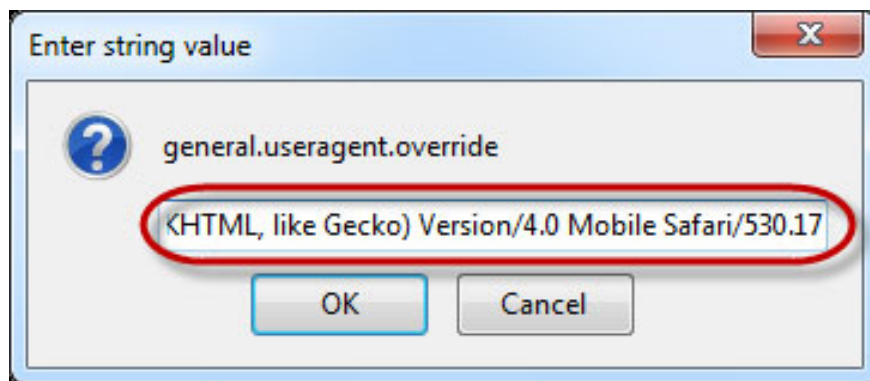 Enter string value
general.useragent.override
KHTML, like Gecko) Version/4.0 Mobile Safari/530.17
OK
Cancel